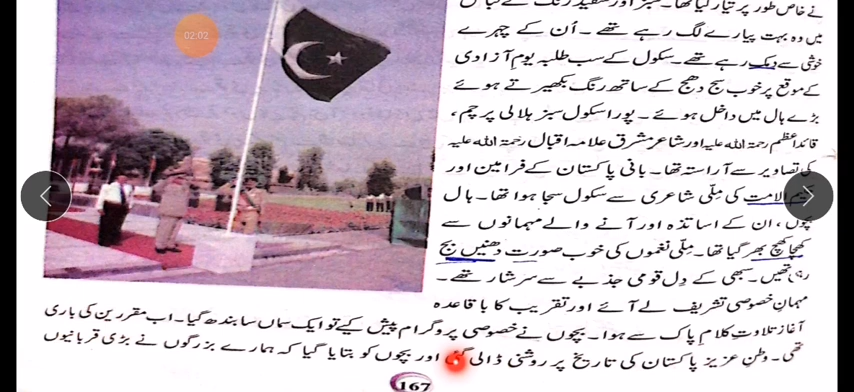 نے خاص طور پر تیار کیا تھا۔ سبز اور سفید رنگ کے لباس
میں وہ بہت پیارے لگ رہے تھے۔ اُن کے چہرے
خوشی سے دمک رہے تھے۔ سکول کے سب طلبہ یومِ آزادی
کے موقع پر خوب سج دھج کے ساتھ رنگ بکھیرتے ہوئے
بڑے ہال میں داخل ہوئے۔ پورا سکول سبز ہلالی پرچم،
قائداعظم رحمۃ اللہ علیہ اور شاعرِ مشرق علامہ اقبال رحمۃ اللہ علیہ
کی تصاویر سے آراستہ تھا۔ بانی پاکستان کے فرامین اور
حکیم الامت کی ملّی شاعری سے سکول سجا ہوا تھا۔ ہال
بچوں، ان کے اساتذہ اور آنے والے مہمانوں سے
کھچا کھچ بھر گیا تھا۔ ملّی نغموں کی خوب صورت دھنیں بج
رہی تھیں۔ سبھی کے دِل قومی جذبے سے سرشار تھے۔
مہمانِ خصوصی تشریف لے آئے اور تقریب کا باقاعدہ
آغاز تلاوتِ کلامِ پاک سے ہوا۔ بچوں نے خصوصی پروگرام پیش کیے تو ایک سماں سا بندھ گیا۔ اب مقررین کی باری
تھی۔ وطنِ عزیز پاکستان کی تاریخ پر روشنی ڈالی گئی اور بچوں کو بتایا گیا کہ ہمارے بزرگوں نے بڑی قربانیوں
167
02:02